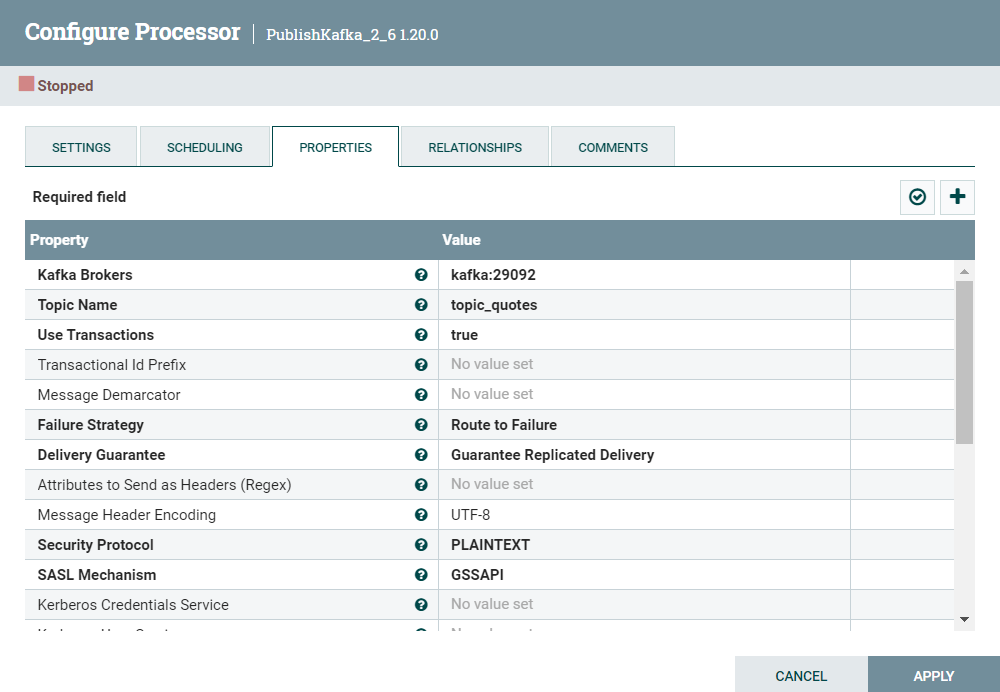 Configure Processor | PublishKafka_2_6 1.20.0
Stopped
SETTINGS SCHEDULING PROPERTIES RELATIONSHIPS COMMENTS
Required field
Property Value
Kafka Brokers kafka:29092
Topic Name topic_quotes
Use Transactions true
Transactional Id Prefix No value set
Message Demarcator No value set
Failure Strategy Route to Failure
Delivery Guarantee Guarantee Replicated Delivery
Attributes to Send as Headers (Regex) No value set
Message Header Encoding UTF-8
Security Protocol PLAINTEXT
SASL Mechanism GSSAPI
Kerberos Credentials Service No value set
CANCEL APPLY